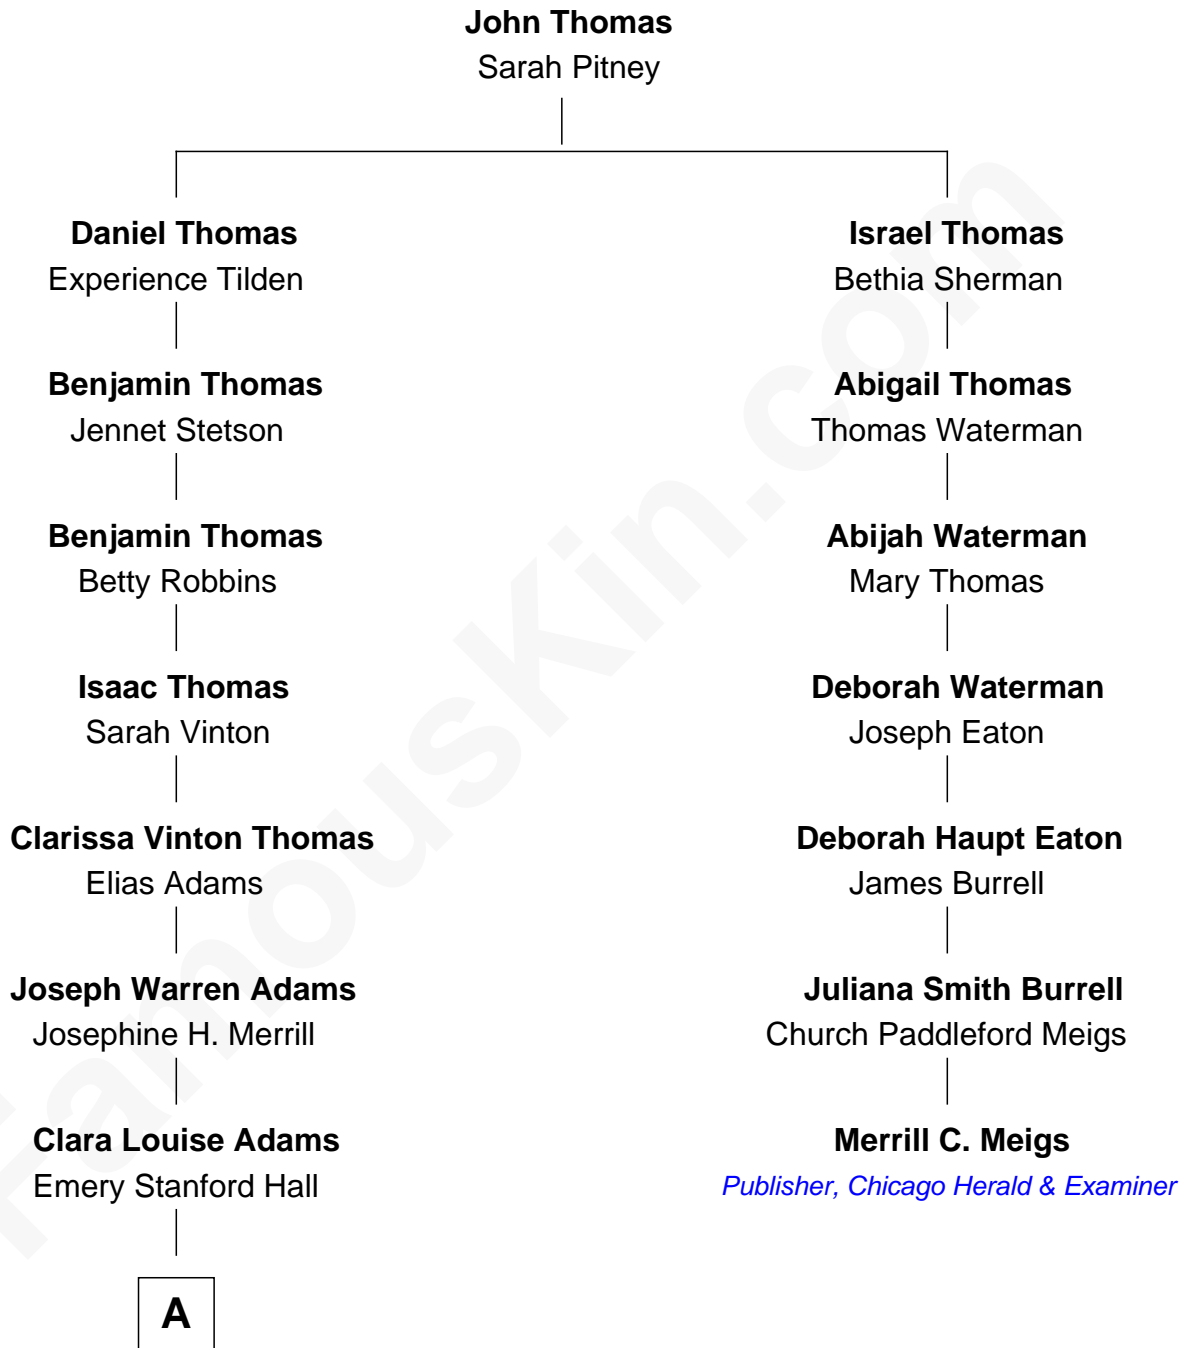 John Thomas
Sarah Pitney
Daniel Thomas
Experience Tilden
Israel Thomas
Bethia Sherman
Benjamin Thomas
Jennet Stetson
Abigail Thomas
Thomas Waterman
Benjamin Thomas
Betty Robbins
Abijah Waterman
Mary Thomas
Isaac Thomas
Sarah Vinton
Deborah Waterman
Joseph Eaton
Clarissa Vinton Thomas
Elias Adams
Deborah Haupt Eaton
James Burrell
Joseph Warren Adams
Josephine H. Merrill
Juliana Smith Burrell
Church Paddleford Meigs
Clara Louise Adams
Emery Stanford Hall
Merrill C. Meigs
Publisher, Chicago Herald & Examiner
A
FamousKin.com